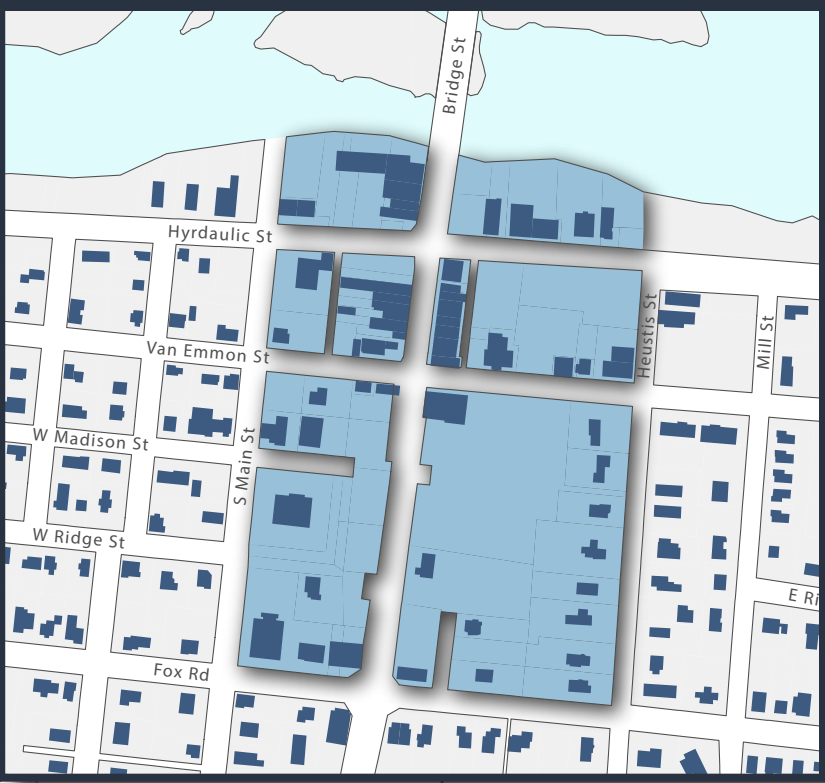 Bridge St
Hyrdaulic St
Heustis St
Mill St
Van Emmon St
W Madison St
S Main St
W Ridge St
E Ri
Fox Rd